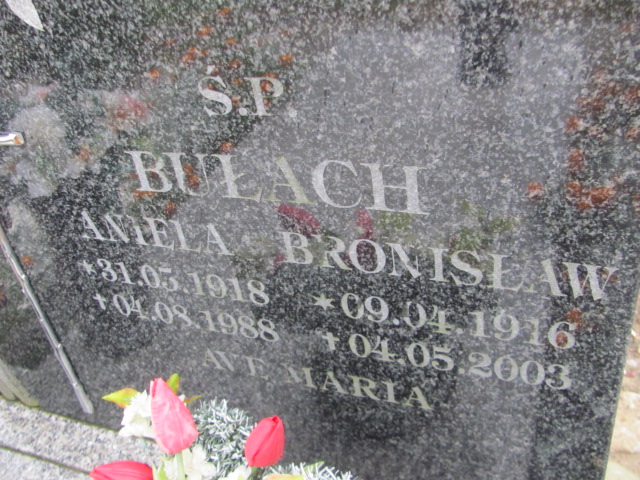 Ś.P
BUŁACH
ANIELA BRONISŁAW
*31.05.1918 *09.04.1916
+04.08.1988 +04.05.2003
AVE MARIA